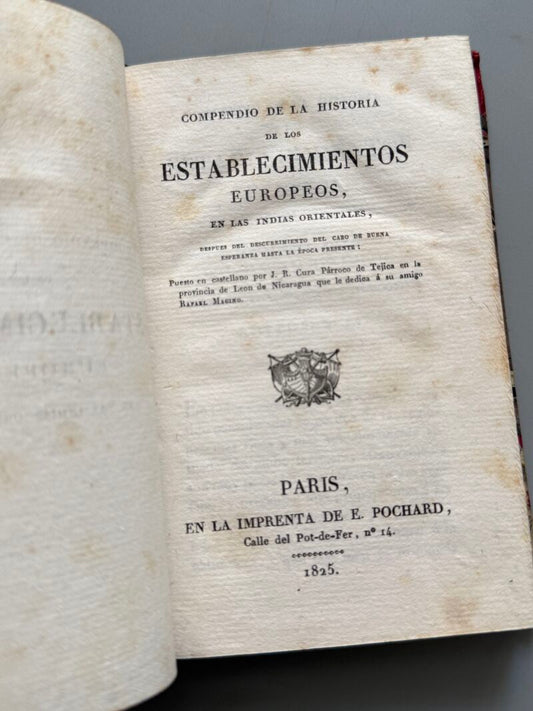 COMPENDIO DE LA HISTORIA
DE LOS
ESTABLECIMIENTOS
EUROPEOS,
EN LAS INDIAS ORIENTALES,
DESPUES DEL DESCUBRIMIENTO DEL CABO DE BUENA
ESPERANZA HASTA LA ÉPOCA PRESENTE;
Puesto en castellano por J. R. Cura Párroco de Tejica en la
provincia de Leon de Nicaragua que le dedica á su amigo
RAFAEL MAGINO.
PARIS,
EN LA IMPRENTA DE E. POCHARD,
Calle del Pot-de-Fer, nº 14.
1825.